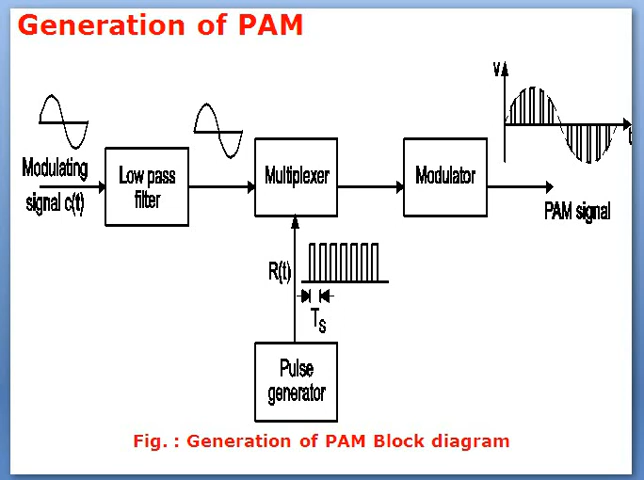 Generation of PAM
V
t
Modulating
signal c(t)
Low pass
filter
Multiplexer
Modulator
PAM signal
R(t)
Ts
Pulse
generator
Fig. : Generation of PAM Block diagram